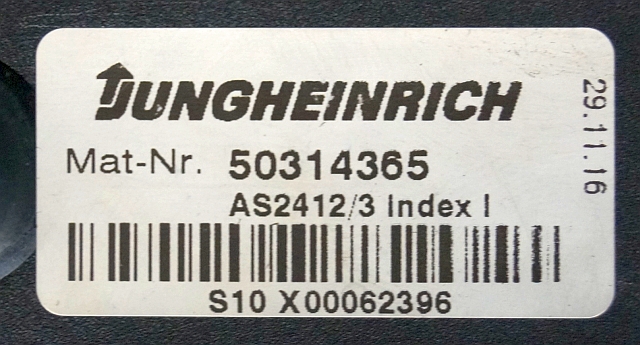 JUNGHEINRICH
Mat-Nr. 50314365
AS2412/3 Index I
S10 X00062396
29.11.16